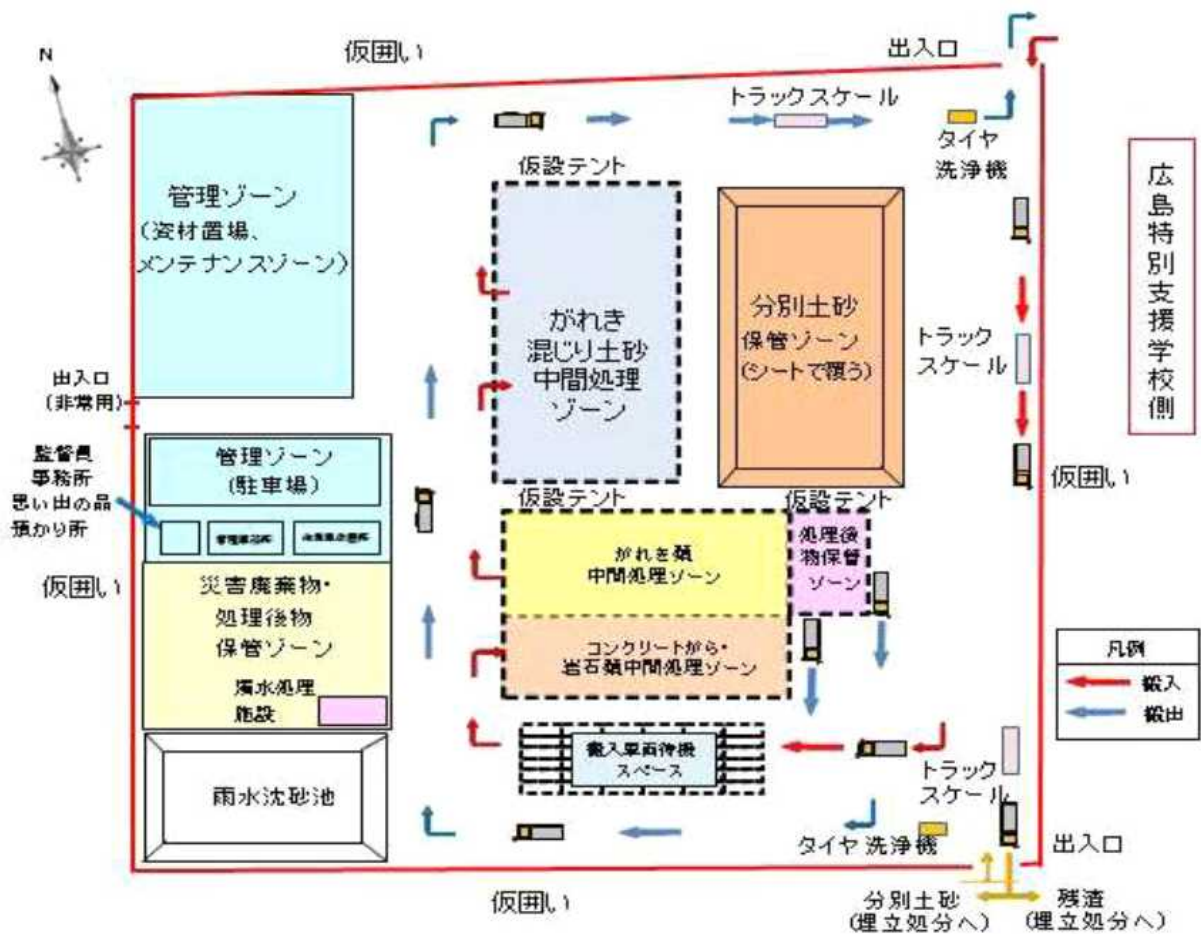 N
仮囲い
出入口
トラックスケール
タイヤ
洗浄機
仮設テント
管理ゾーン
(資材置場、
メンテナンスゾーン)
がれき
混じり土砂
中間処理
ゾーン
分別土砂
保管ゾーン
(シートで覆う)
トラック
スケール
広島特別支援学校側
出入口
(非常用)
監督員
事務所
思い出の品
預かり所
管理ゾーン
(駐車場)
仮設テント
仮設テント
仮囲い
がれき類
中間処理ゾーン
処理後
物保管
ゾーン
仮囲い
災害廃棄物・
処理後物
保管ゾーン
コンクリートがら・
岩石類中間処理ゾーン
濁水処理
施設
凡例
搬入
搬出
搬入車両待機
スペース
トラック
スケール
雨水沈砂池
タイヤ洗浄機
出入口
仮囲い
分別土砂
(埋立処分へ)
残渣
(埋立処分へ)